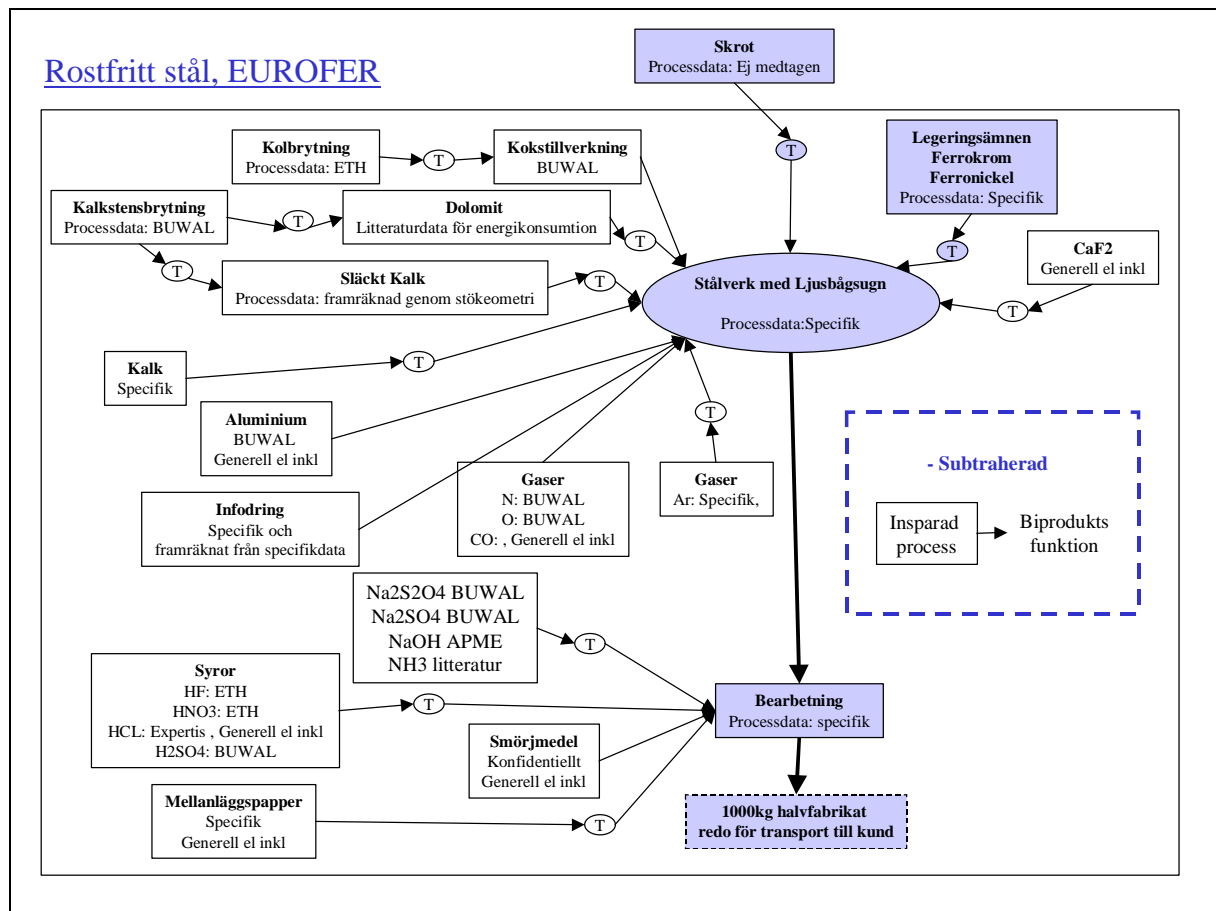 Rostfritt stål, EUROFER
Skrot
Processdata: Ej medtagen
Kolbrytning
Processdata: ETH
T
Kokstillverkning
BUWAL
T
Legeringsämnen
Ferrokrom
Ferronickel
Processdata: Specifik
Kalkstensbrytning
Processdata: BUWAL
T
Dolomit
Litteraturdata för energikonsumtion
T
T
CaF2
Generell el inkl
T
Släckt Kalk
Processdata: framräknad genom stökeometri
T
Stålverk med Ljusbågsugn
Processdata:Specifik
T
Kalk
Specifik
T
Aluminium
BUWAL
Generell el inkl
T
Infodring
Specifik och
framräknat från specifikdata
Gaser
N: BUWAL
O: BUWAL
CO: , Generell el inkl
Gaser
Ar: Specifik,
- Subtraherad
Insparad
process
Biprodukts
funktion
Na2S2O4 BUWAL
Na2SO4 BUWAL
NaOH APME
NH3 litteratur
T
Syror
HF: ETH
HNO3: ETH
HCL: Expertis , Generell el inkl
H2SO4: BUWAL
T
Bearbetning
Processdata: specifik
Smörjmedel
Konfidentiellt
Generell el inkl
Mellanläggspapper
Specifik
Generell el inkl
T
1000kg halvfabrikat
redo för transport till kund